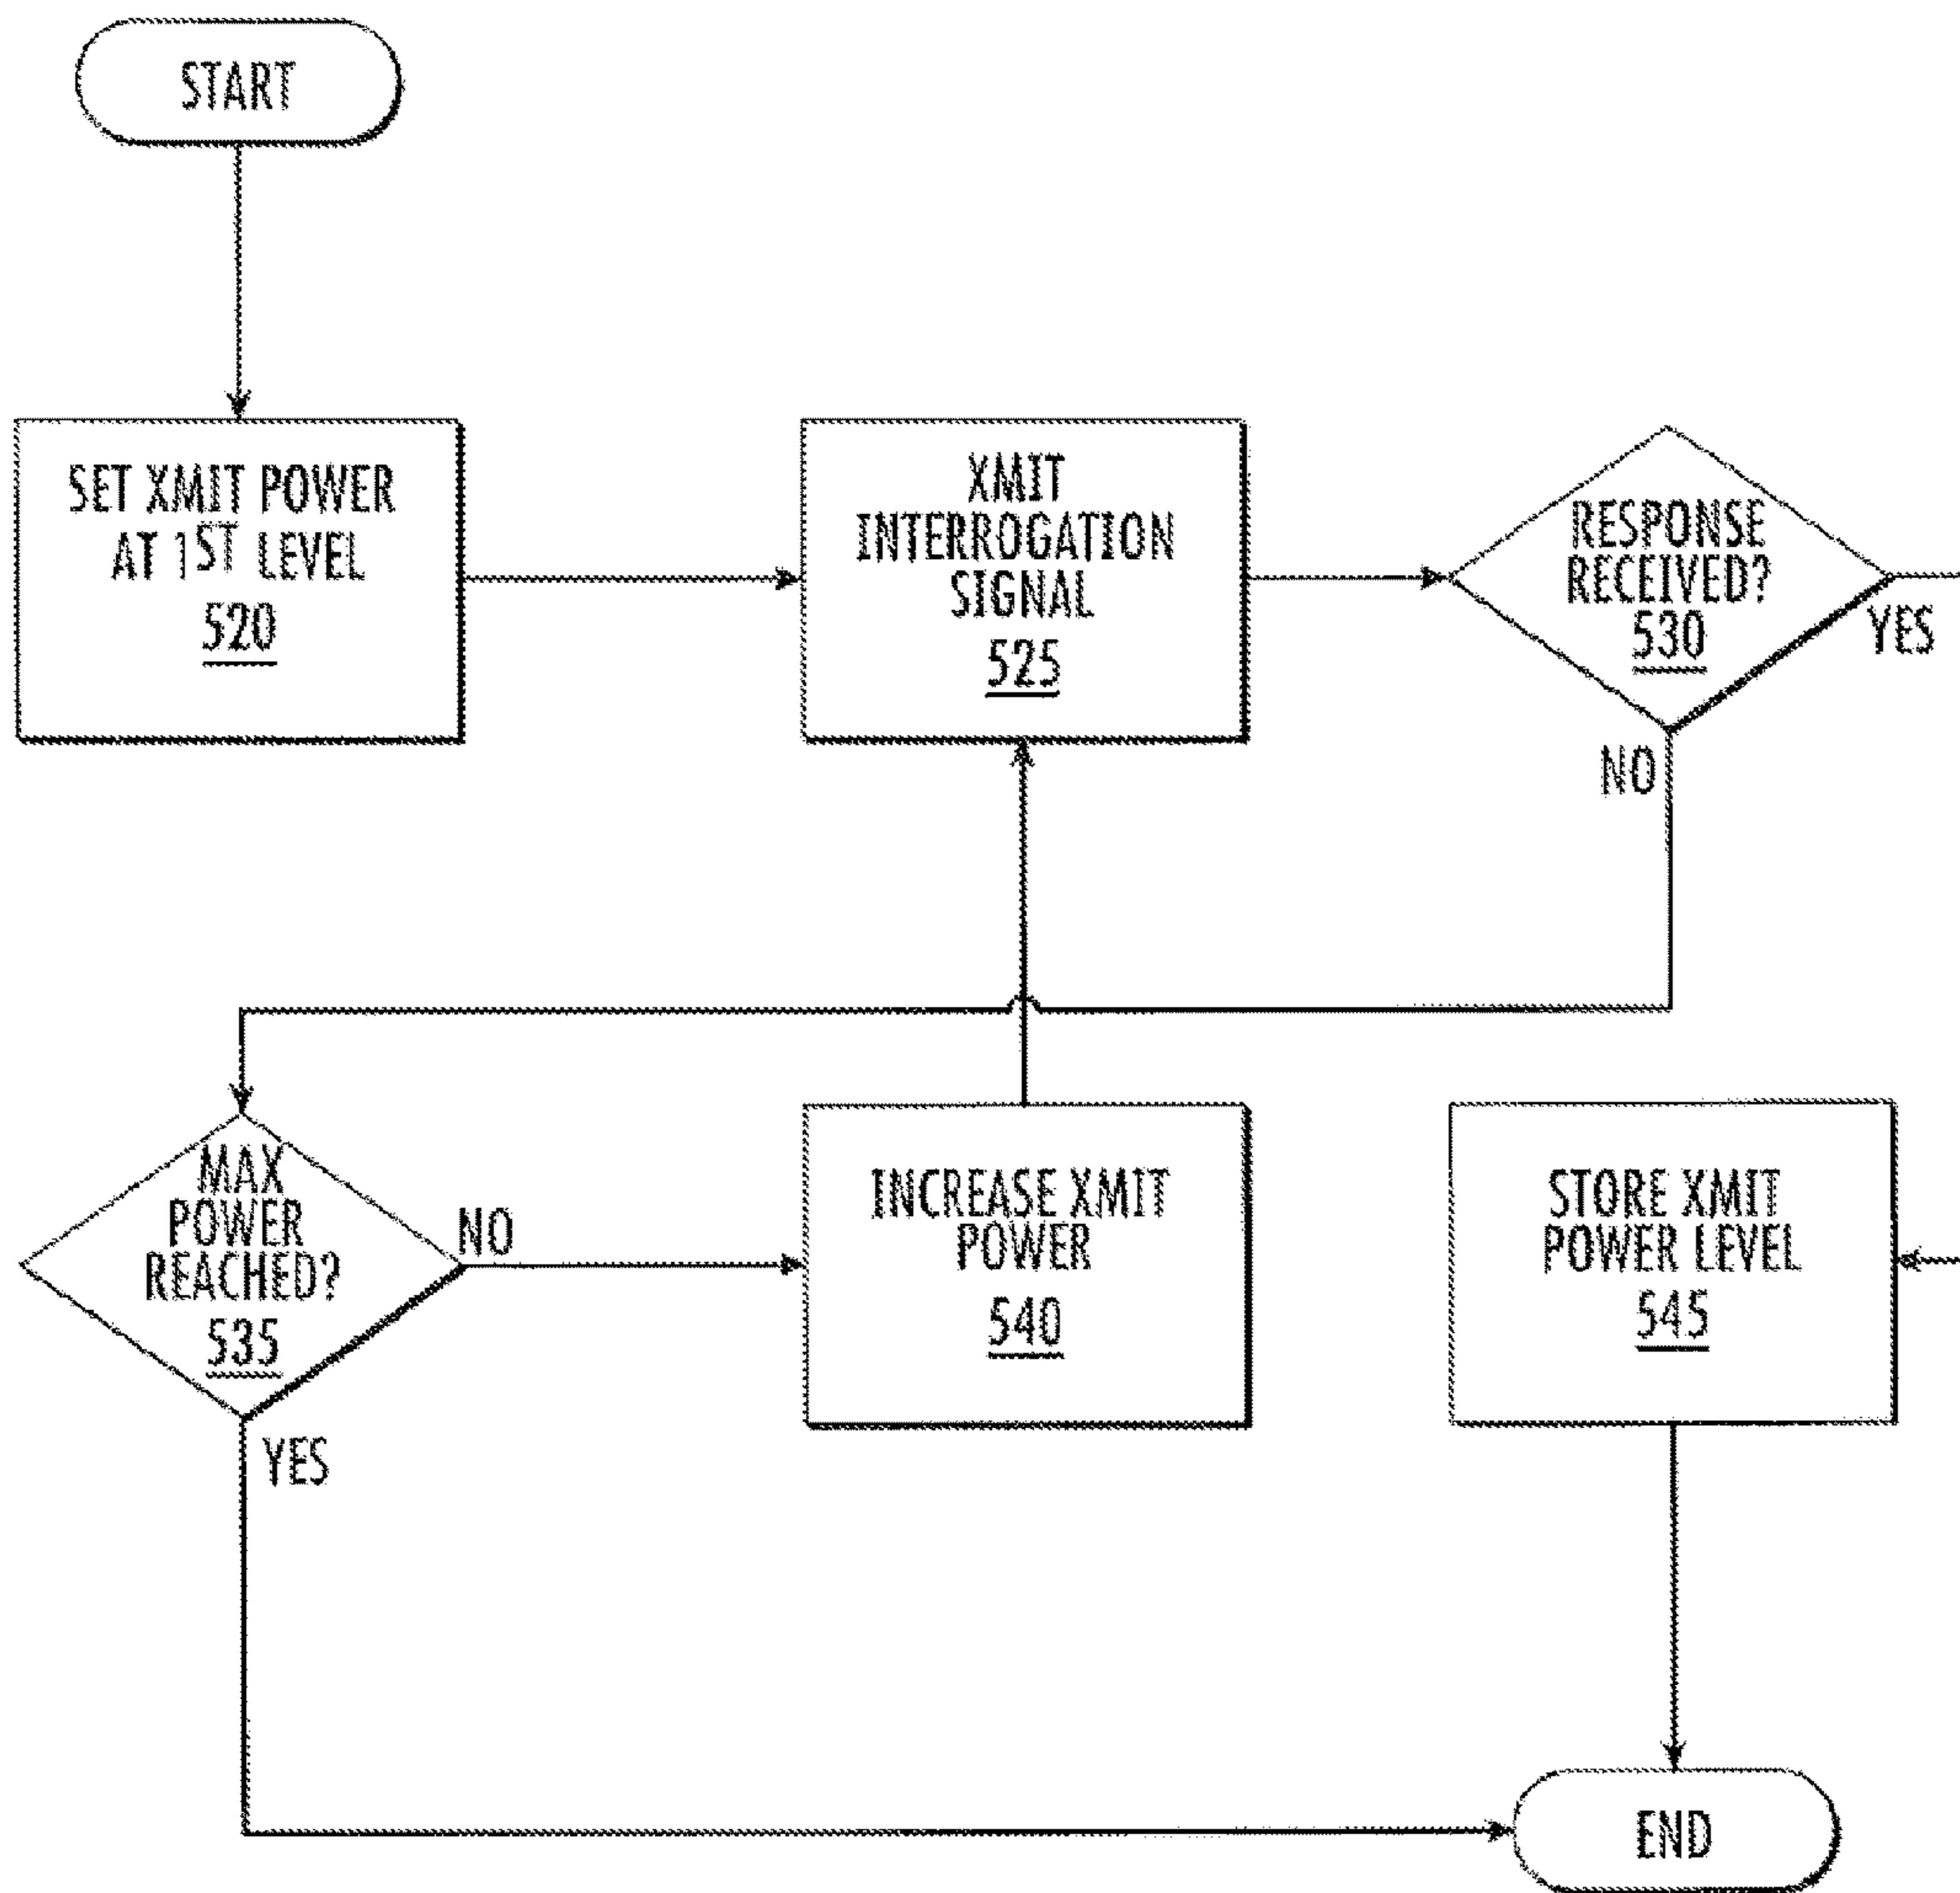 START
SET XMIT POWER
AT 1ST LEVEL
520
XMIT
INTERROGATION
SIGNAL
525
RESPONSE
RECEIVED?
530
YES
NO
MAX
POWER
REACHED?
535
NO
YES
INCREASE XMIT
POWER
540
STORE XMIT
POWER LEVEL
545
END